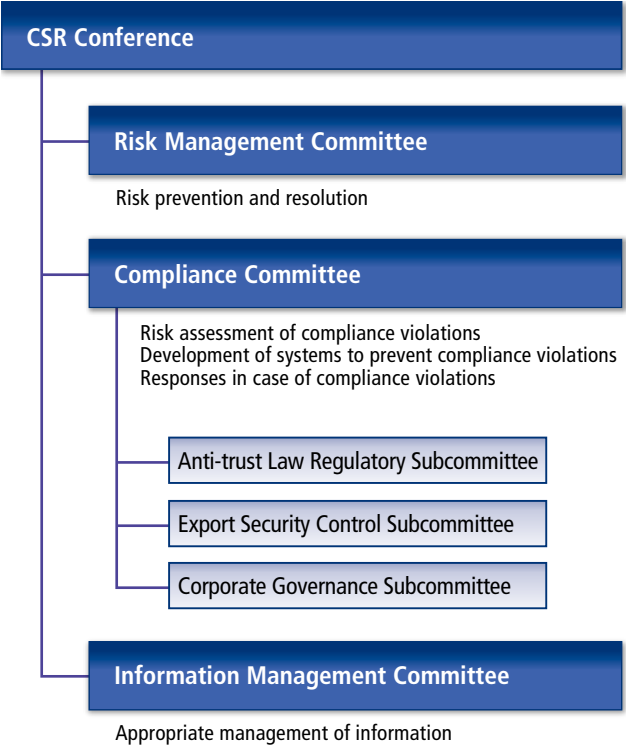 CSR Conference
Risk Management Committee
Risk prevention and resolution
Compliance Committee
Risk assessment of compliance violations
Development of systems to prevent compliance violations
Responses in case of compliance violations
Anti-trust Law Regulatory Subcommittee
Export Security Control Subcommittee
Corporate Governance Subcommittee
Information Management Committee
Appropriate management of information